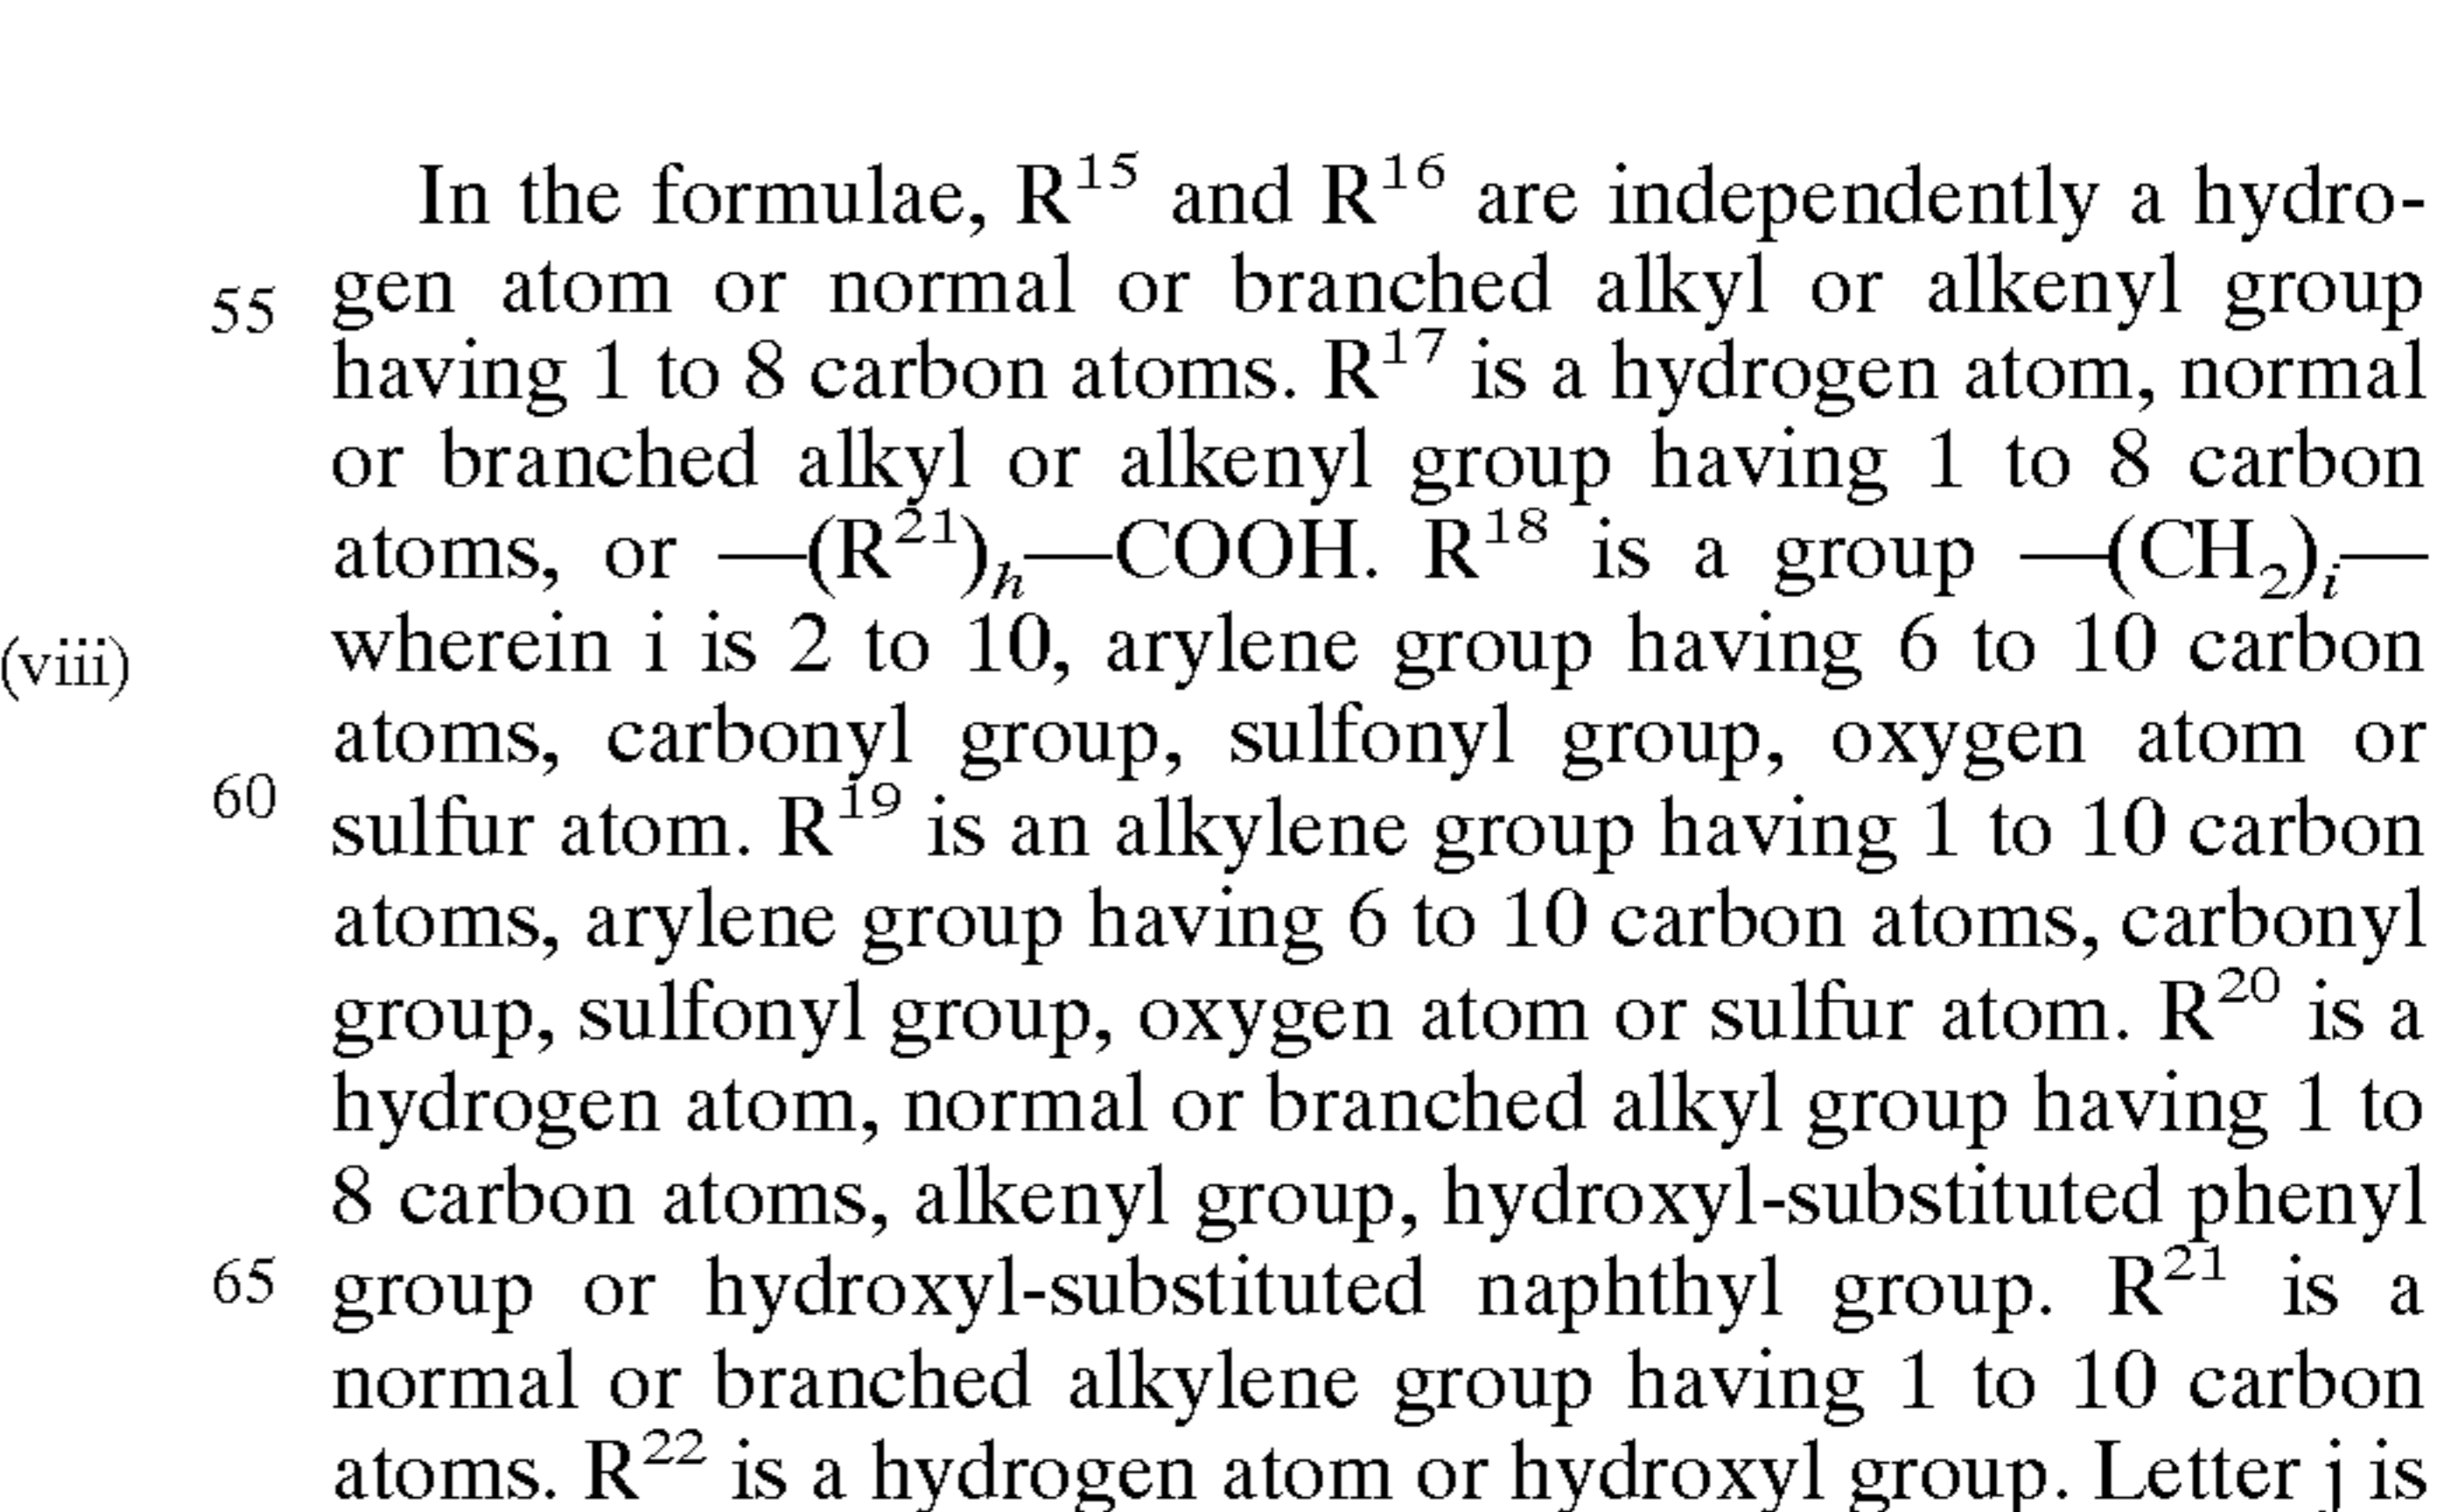 In the formulae, R¹⁵ and R¹⁶ are independently a hydro-
55 gen atom or normal or branched alkyl or alkenyl group
having 1 to 8 carbon atoms. R¹⁷ is a hydrogen atom, normal
or branched alkyl or alkenyl group having 1 to 8 carbon
atoms, or —(R²¹)ₕ—COOH. R¹⁸ is a group —(CH₂)ᵢ—
(viii) wherein i is 2 to 10, arylene group having 6 to 10 carbon
atoms, carbonyl group, sulfonyl group, oxygen atom or
60 sulfur atom. R¹⁹ is an alkylene group having 1 to 10 carbon
atoms, arylene group having 6 to 10 carbon atoms, carbonyl
group, sulfonyl group, oxygen atom or sulfur atom. R²⁰ is a
hydrogen atom, normal or branched alkyl group having 1 to
8 carbon atoms, alkenyl group, hydroxyl-substituted phenyl
65 group or hydroxyl-substituted naphthyl group. R²¹ is a
normal or branched alkylene group having 1 to 10 carbon
atoms. R²² is a hydrogen atom or hydroxyl group. Letter j is